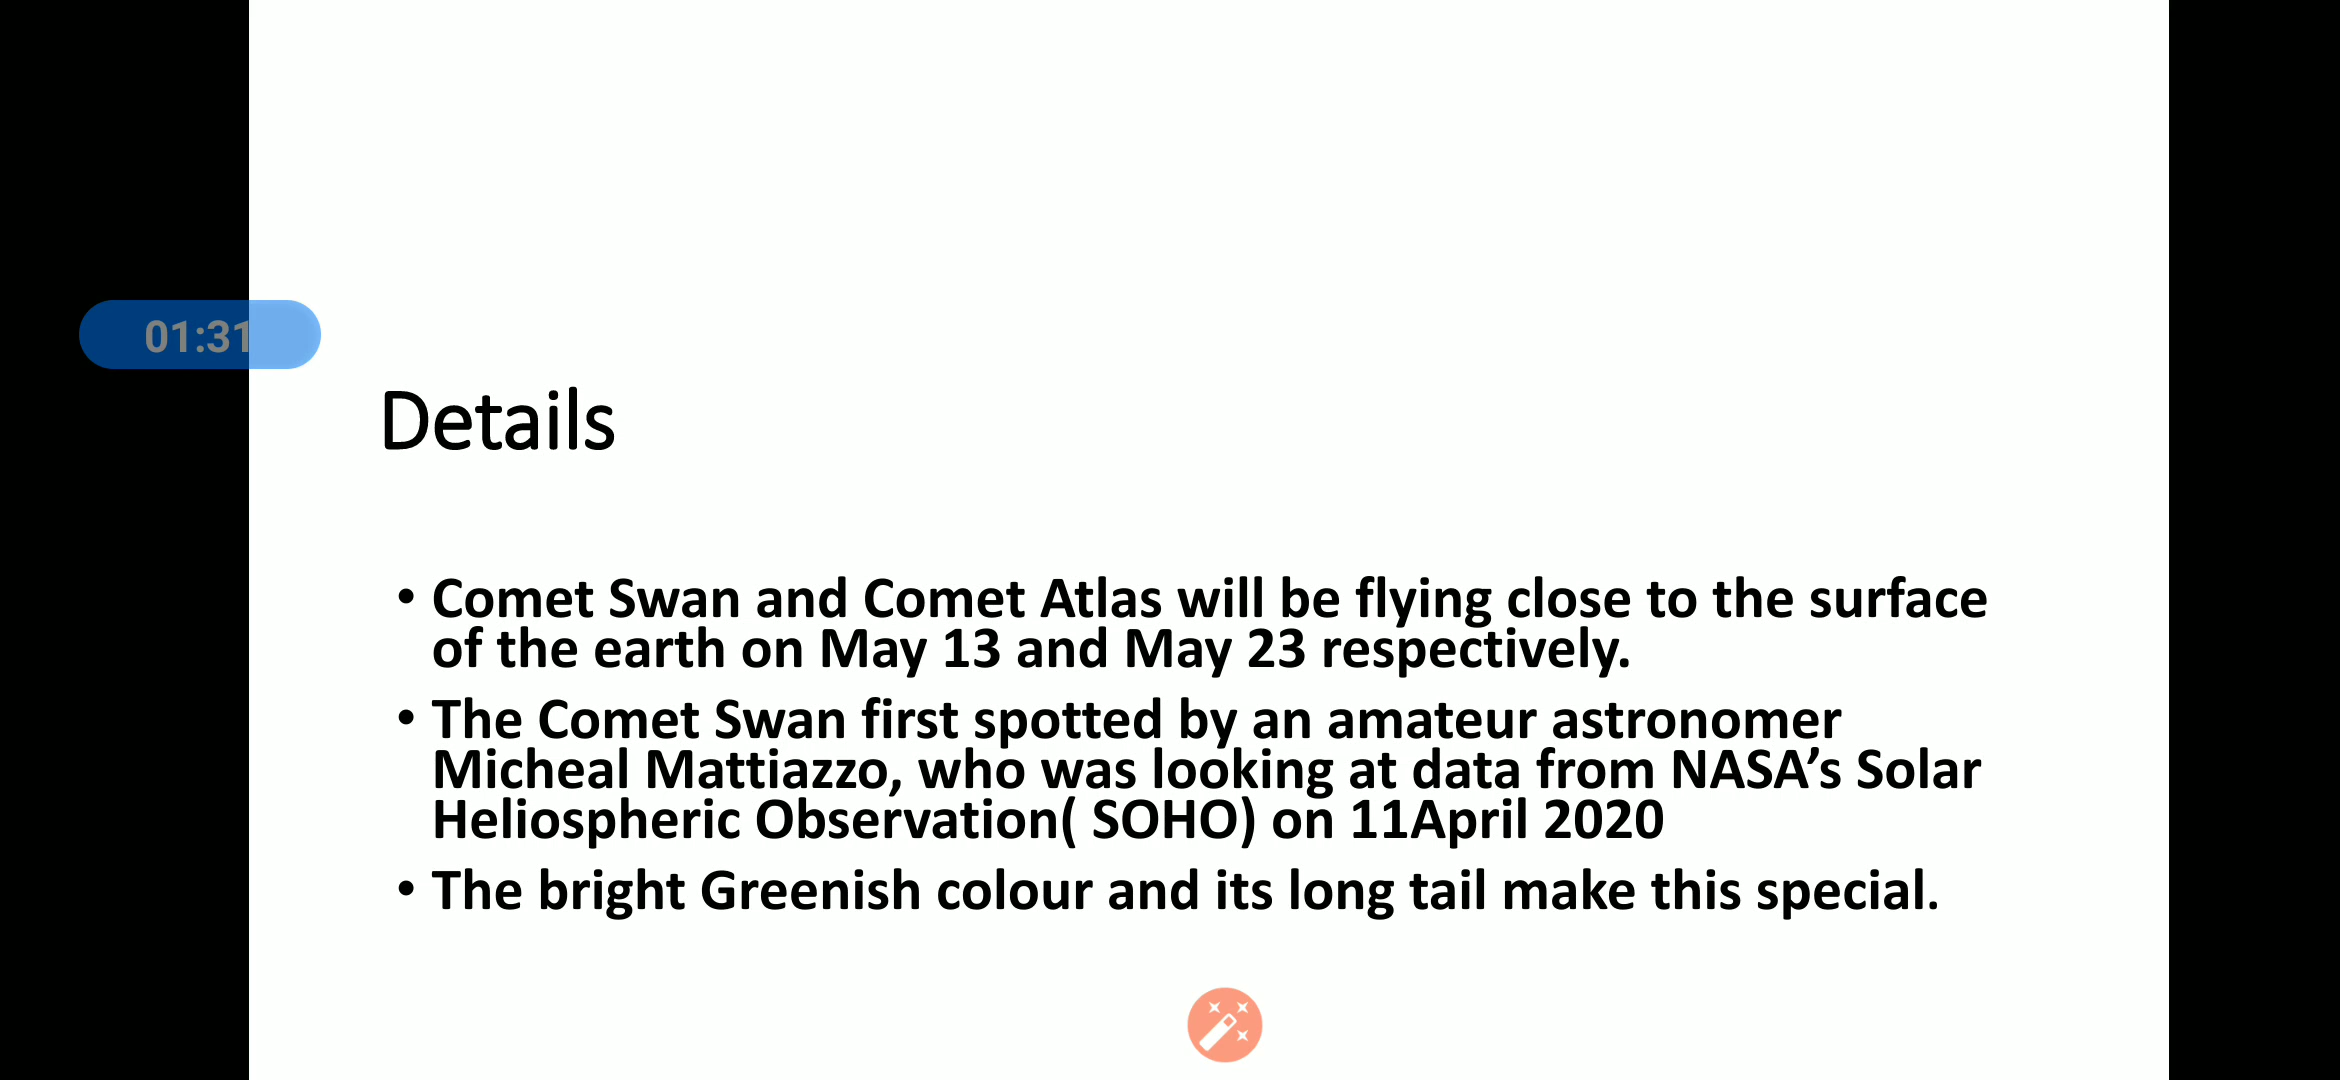 01:31
Details
• Comet Swan and Comet Atlas will be flying close to the surface
of the earth on May 13 and May 23 respectively.
• The Comet Swan first spotted by an amateur astronomer
Micheal Mattiazzo, who was looking at data from NASA’s Solar
Heliospheric Observation( SOHO) on 11April 2020
• The bright Greenish colour and its long tail make this special.